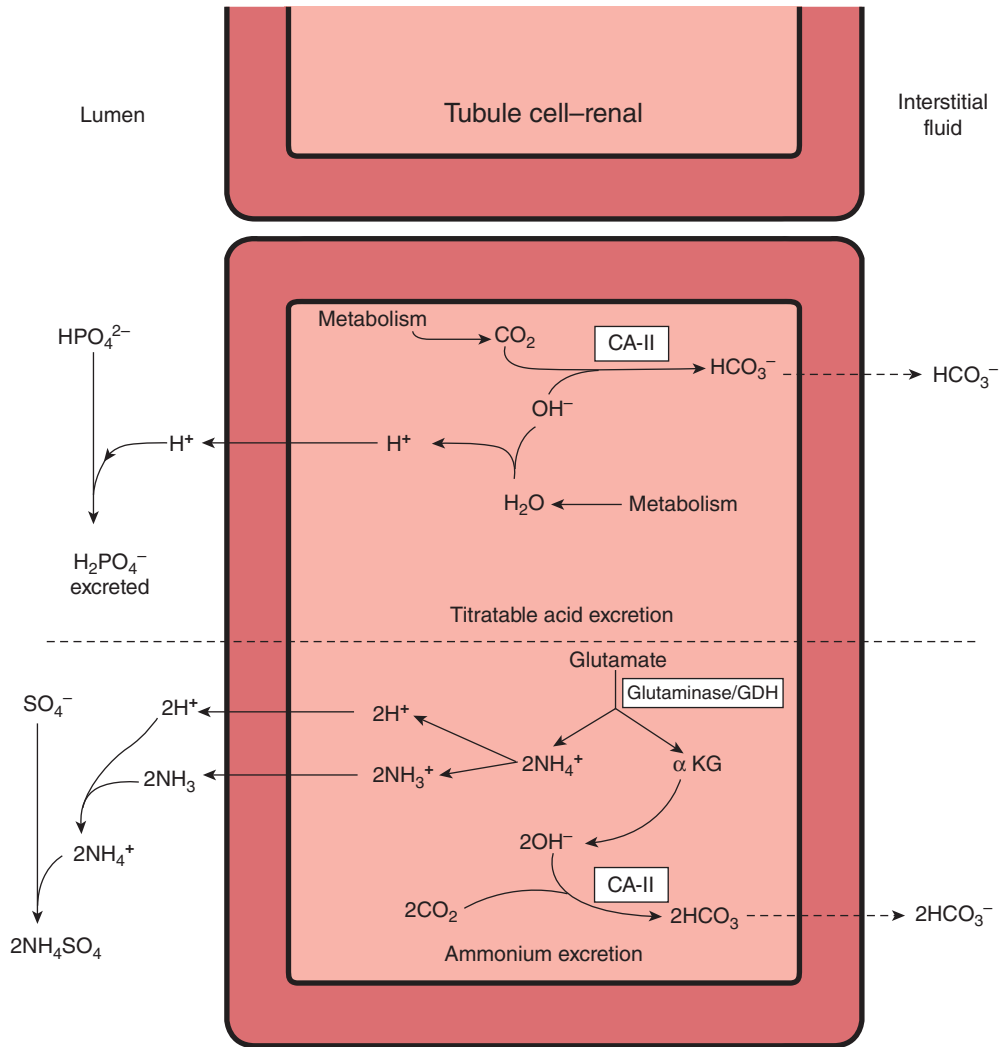 Lumen
Tubule cell–renal
Interstitial
fluid
Metabolism
CO₂
CA-II
HCO₃⁻
HCO₃⁻
HPO₄²⁻
OH⁻
H⁺
H⁺
H₂O
Metabolism
H₂PO₄⁻
excreted
Titratable acid excretion
Glutamate
Glutaminase/GDH
SO₄⁻
2H⁺
2H⁺
2NH₃
2NH₃⁺
2NH₄⁺
α KG
2NH₄⁺
2OH⁻
CA-II
2CO₂
2HCO₃
2HCO₃⁻
2NH₄SO₄
Ammonium excretion